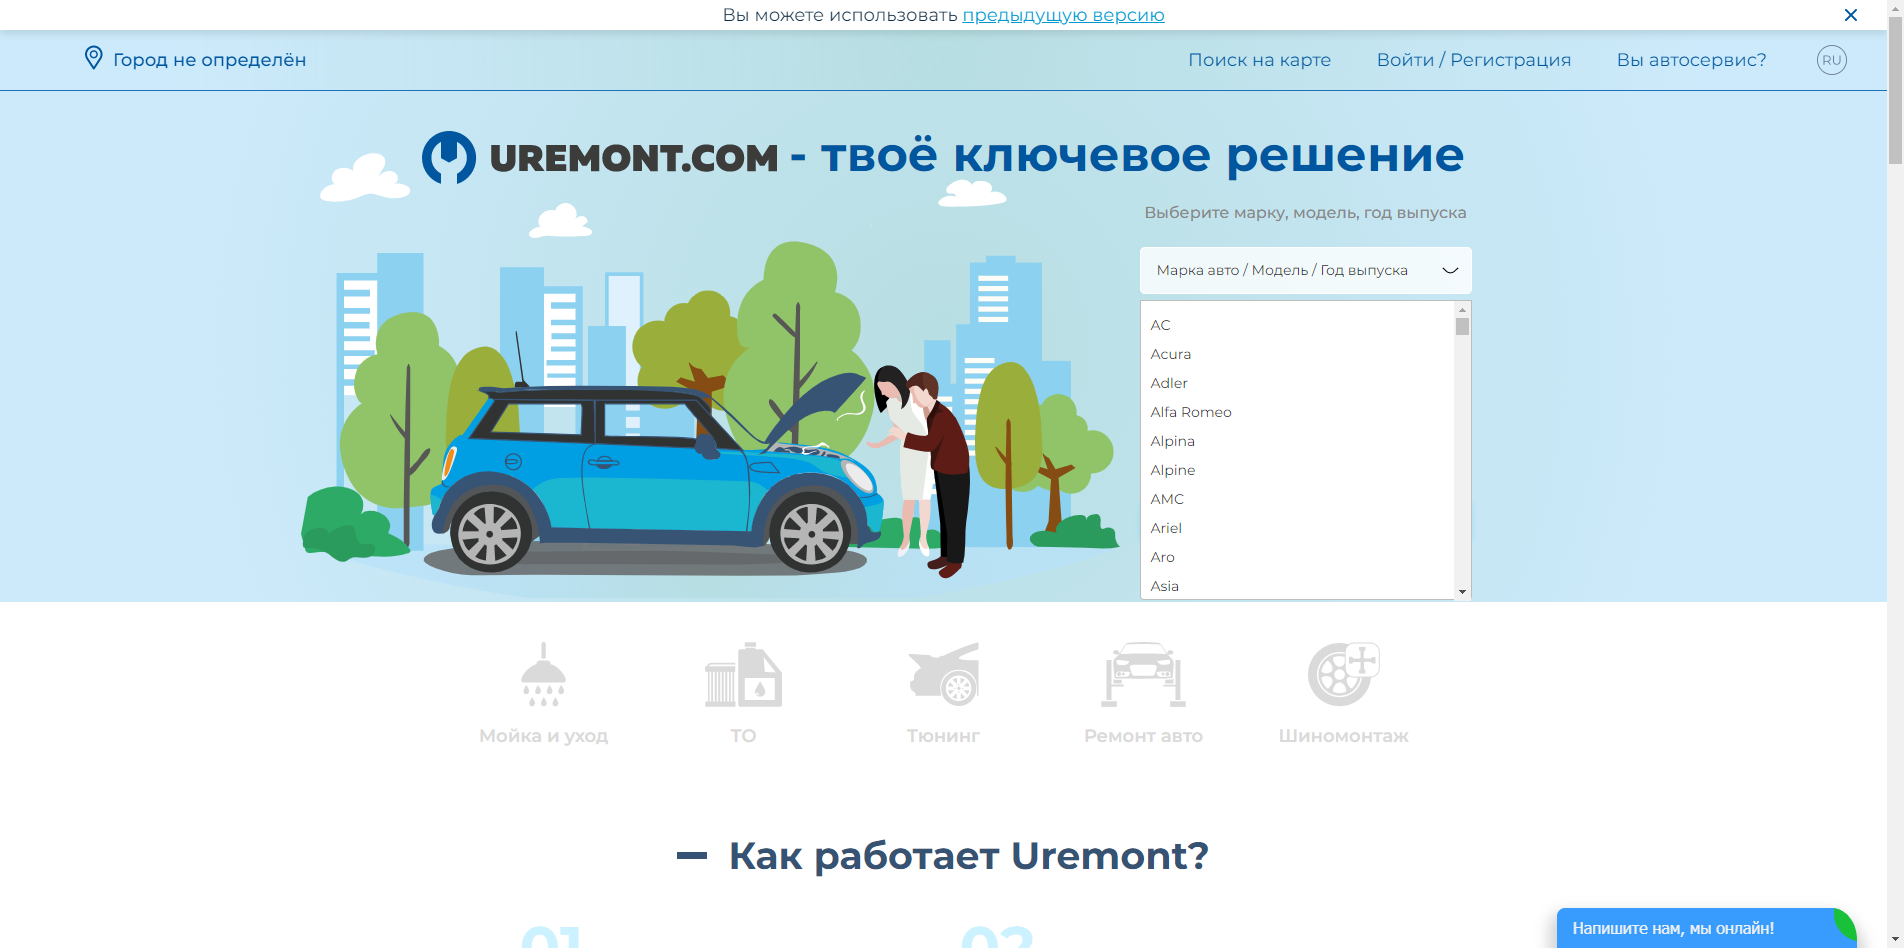 Вы можете использовать предыдущую версию
Город не определён
Поиск на карте
Войти / Регистрация
Вы автосервис?
RU
UREMONT.COM - твоё ключевое решение
Выберите марку, модель, год выпуска
Марка авто / Модель / Год выпуска
AC
Acura
Adler
Alfa Romeo
Alpina
Alpine
AMC
Ariel
Aro
Asia
Мойка и уход
ТО
Тюнинг
Ремонт авто
Шиномонтаж
Как работает Uremont?
01
02
Напишите нам, мы онлайн!